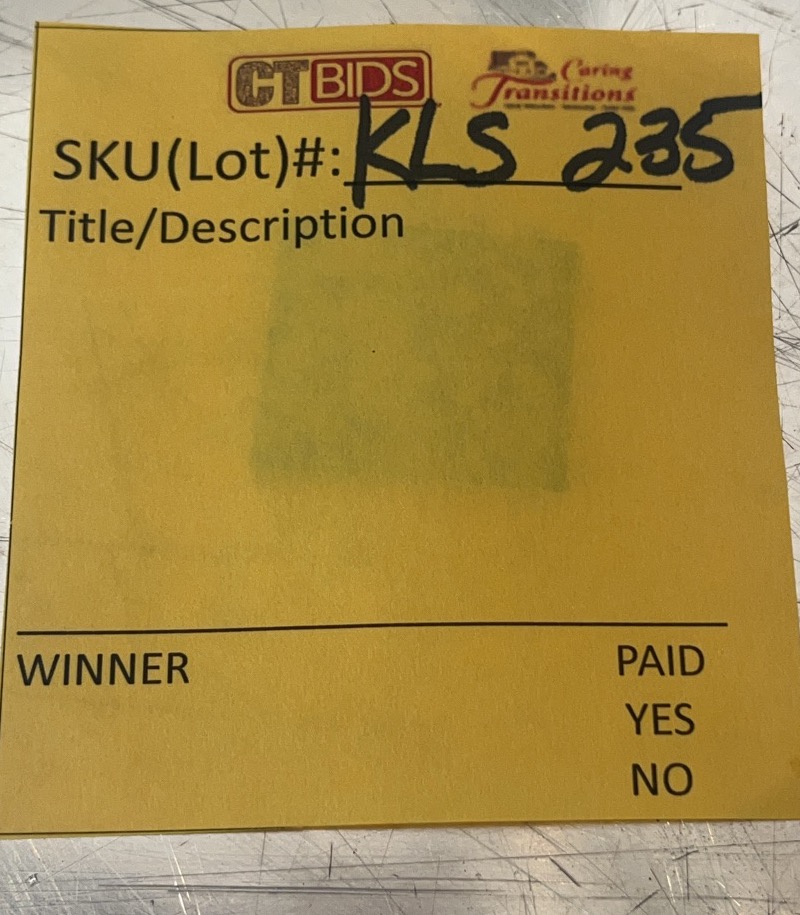 CTBIDS
Caring
Transitions
SKU(Lot)#: KLS 235
Title/Description
WINNER PAID
YES
NO